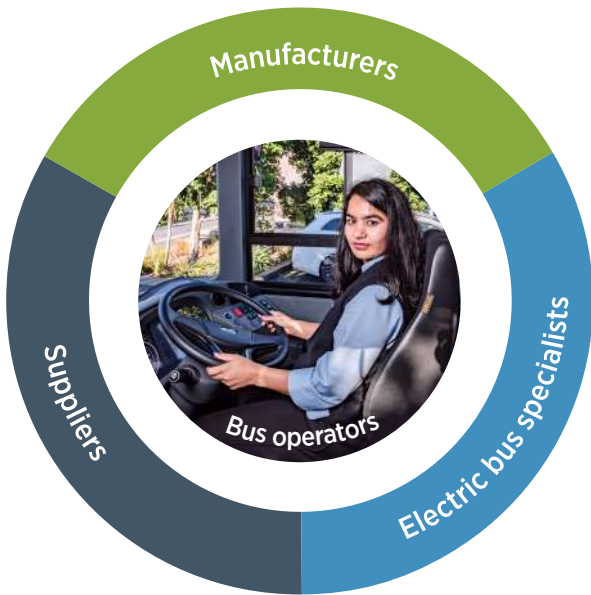 Manufacturers
Suppliers
Electric bus specialists
Bus operators